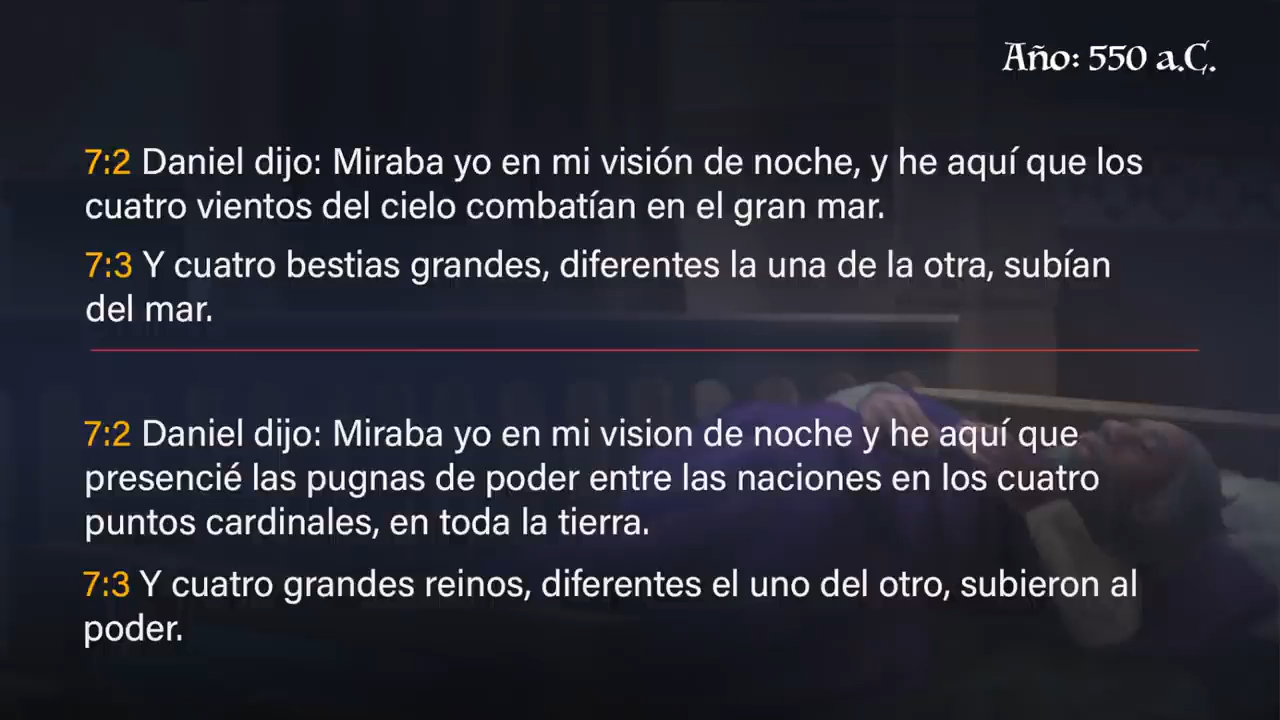 Año: 550 a.C.
7:2 Daniel dijo: Miraba yo en mi visión de noche, y he aquí que los
cuatro vientos del cielo combatían en el gran mar.
7:3 Y cuatro bestias grandes, diferentes la una de la otra, subían
del mar.
7:2 Daniel dijo: Miraba yo en mi vision de noche y he aquí que
presencié las pugnas de poder entre las naciones en los cuatro
puntos cardinales, en toda la tierra.
7:3 Y cuatro grandes reinos, diferentes el uno del otro, subieron al
poder.